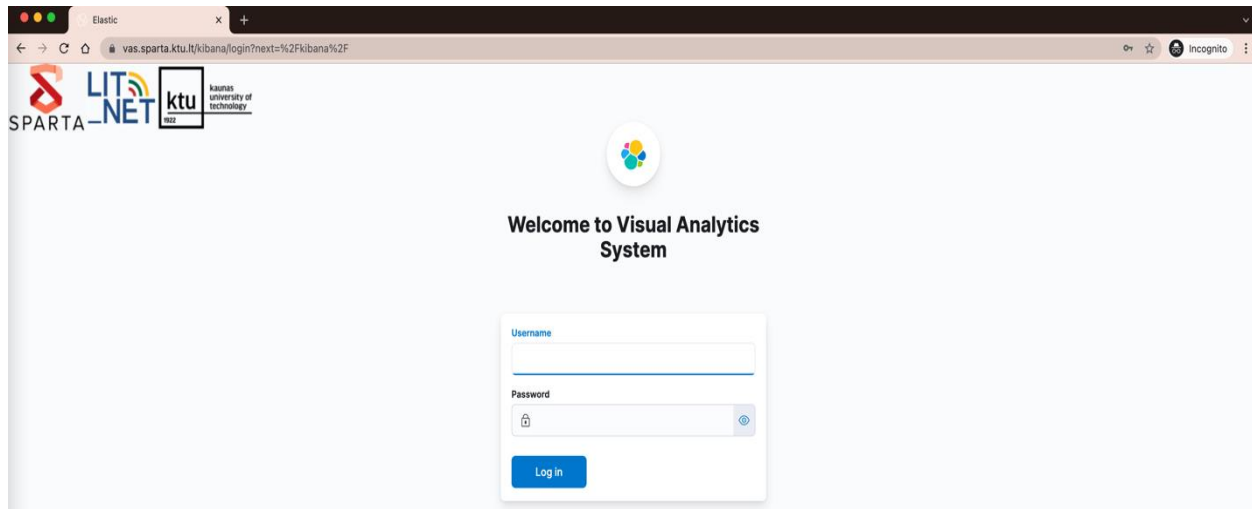 Elastic
vas.sparta.ktu.lt/kibana/login?next=%2Fkibana%2F
Incognito
SPARTA
LIT
_NET
ktu
1922
kaunas
university of
technology
Welcome to Visual Analytics
System
Username
Password
Log in